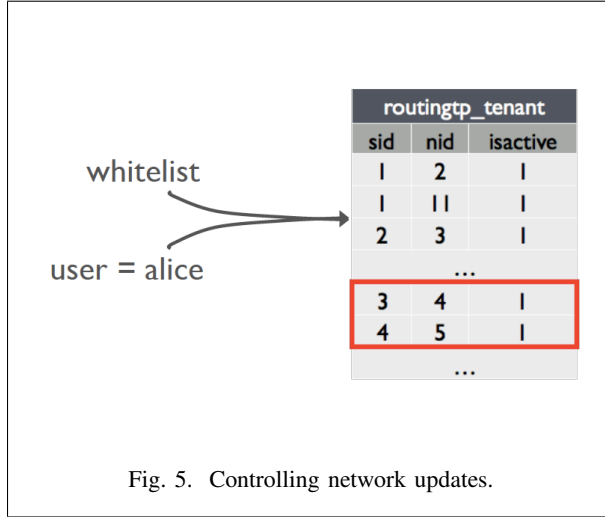 routingtp_tenant
sid nid isactive
1 2 1
1 11 1
2 3 1
...
3 4 1
4 5 1
...
whitelist
user = alice
Fig. 5. Controlling network updates.